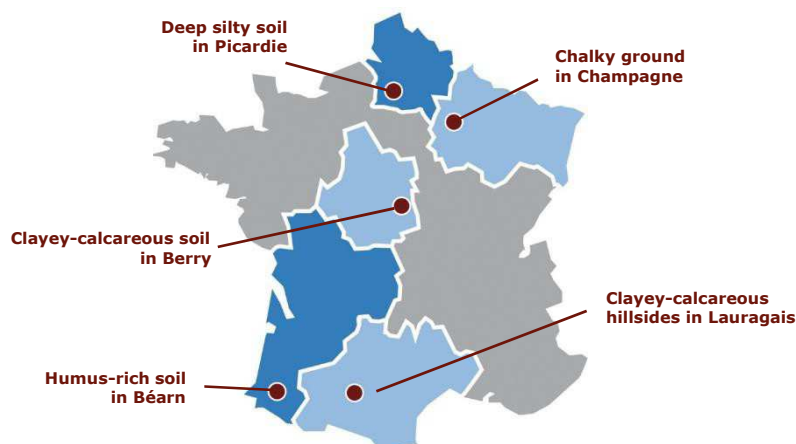 Deep silty soil
in Picardie
Chalky ground
in Champagne
Clayey-calcareous soil
in Berry
Clayey-calcareous
hillsides in Lauragais
Humus-rich soil
in Béarn